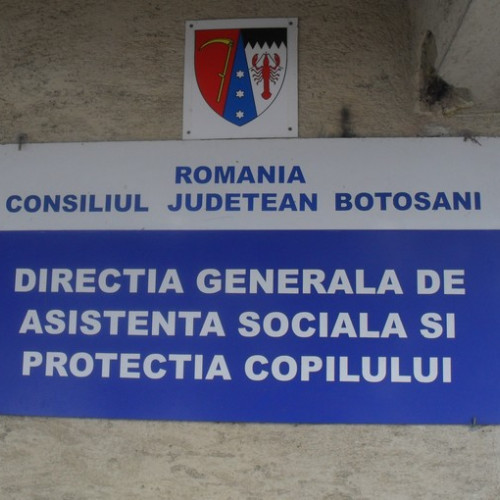 ROMANIA
CONSILIUL JUDETEAN BOTOSANI
DIRECTIA GENERALA DE
ASISTENTA SOCIALA SI
PROTECTIA COPILULUI